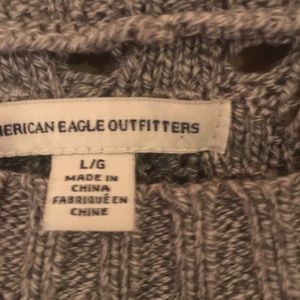 MERICAN EAGLE OUTFITTERS
L/G
MADE IN
CHINA
FABRIQUÉ EN
CHINE